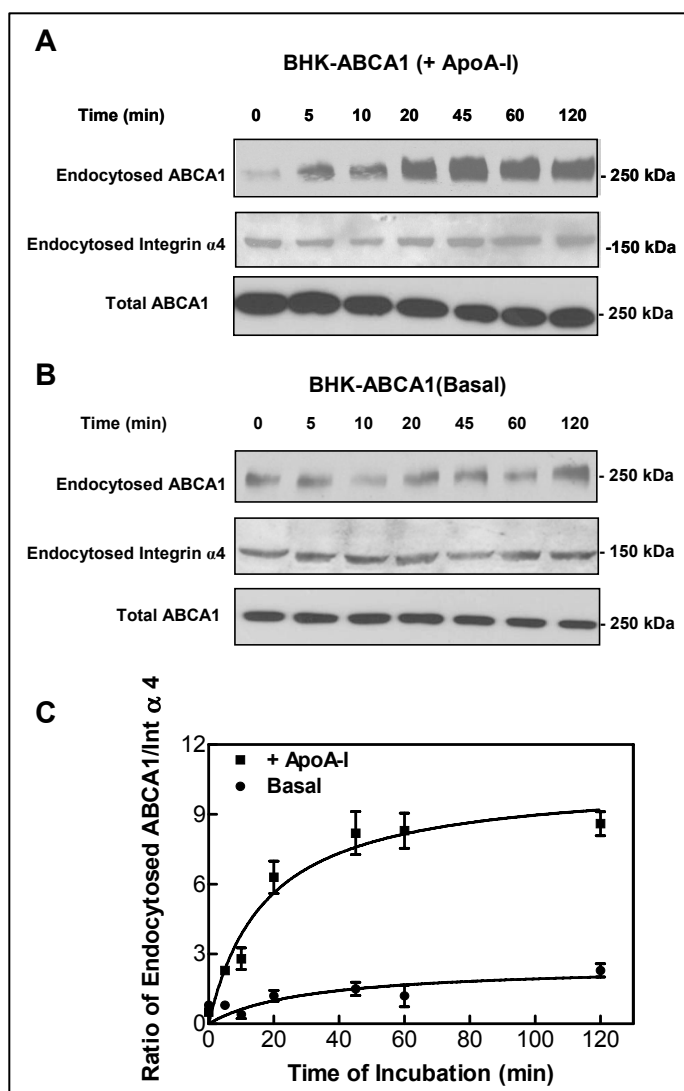 A
BHK-ABCA1 (+ ApoA-I)
Time (min) 0 5 10 20 45 60 120
Endocytosed ABCA1 - 250 kDa
Endocytosed Integrin α4 -150 kDa
Total ABCA1 - 250 kDa
B
BHK-ABCA1(Basal)
Time (min) 0 5 10 20 45 60 120
Endocytosed ABCA1 - 250 kDa
Endocytosed Integrin α4 - 150 kDa
Total ABCA1 - 250 kDa
C
Ratio of Endocytosed ABCA1/Int α 4
12
9
6
3
0
+ ApoA-I
Basal
0 20 40 60 80 100 120
Time of Incubation (min)